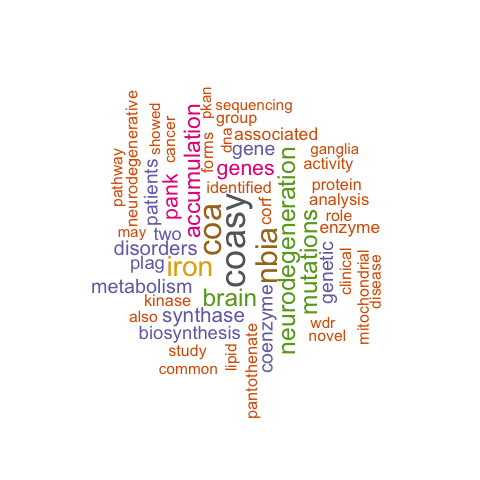 sequencing
group
associated
gene
genes
identified
ganglia
activity
protein
analysis
role
enzyme
neurodegenerative
pathway
showed
cancer
pkan
forms
dna
accumulation
patients
pank
may
two
disorders
plag
iron
coa
coasy
nbia
corf
neurodegeneration
mutations
genetic
clinical
mitochondrial
disease
metabolism
kinase
brain
also
synthase
biosynthesis
coenzyme
wdr
novel
study
common
lipid
pantothenate